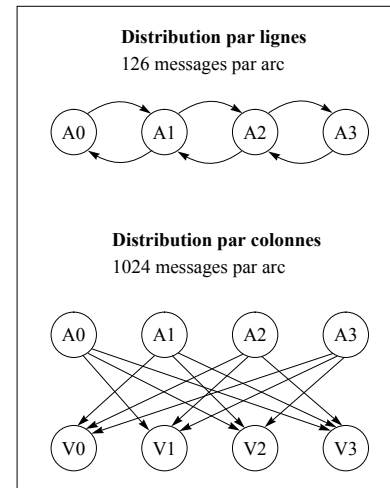 Distribution par lignes
126 messages par arc
A0 A1 A2 A3
Distribution par colonnes
1024 messages par arc
A0 A1 A2 A3
V0 V1 V2 V3